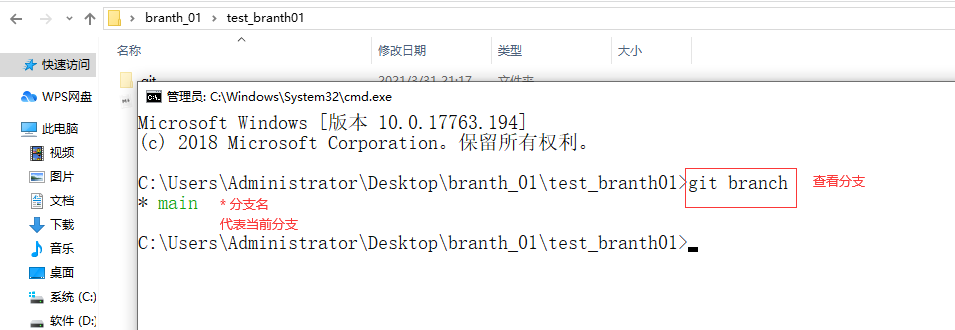 branth_01 > test_branth01
名称 修改日期 类型 大小
快速访问
WPS网盘
此电脑
视频
图片
文档
下载
音乐
桌面
系统 (C:)
软件 (D:)
git 2021/3/31 21:17 文件夹
管理员: C:\Windows\System32\cmd.exe
Microsoft Windows [版本 10.0.17763.194]
(c) 2018 Microsoft Corporation。保留所有权利。
C:\Users\Administrator\Desktop\branth_01\test_branth01>git branch 查看分支
* main * 分支名
代表当前分支
C:\Users\Administrator\Desktop\branth_01\test_branth01>